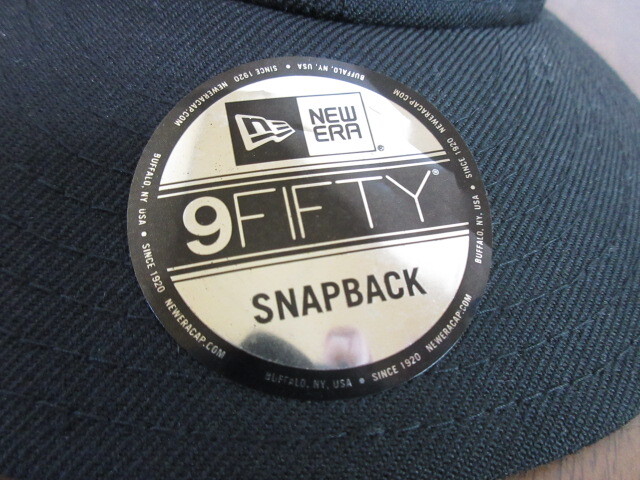 NEW
ERA®
9FIFTY®
SNAPBACK
BUFFALO, NY, USA • SINCE 1920 NEWERACAP.COM BUFFALO, NY, USA • SINCE 1920 NEWERACAP.COM BUFFALO, NY, USA • SINCE 1920 NEWERACAP.COM BUFFALO, NY, USA • SINCE 1920 NEWERACAP.COM